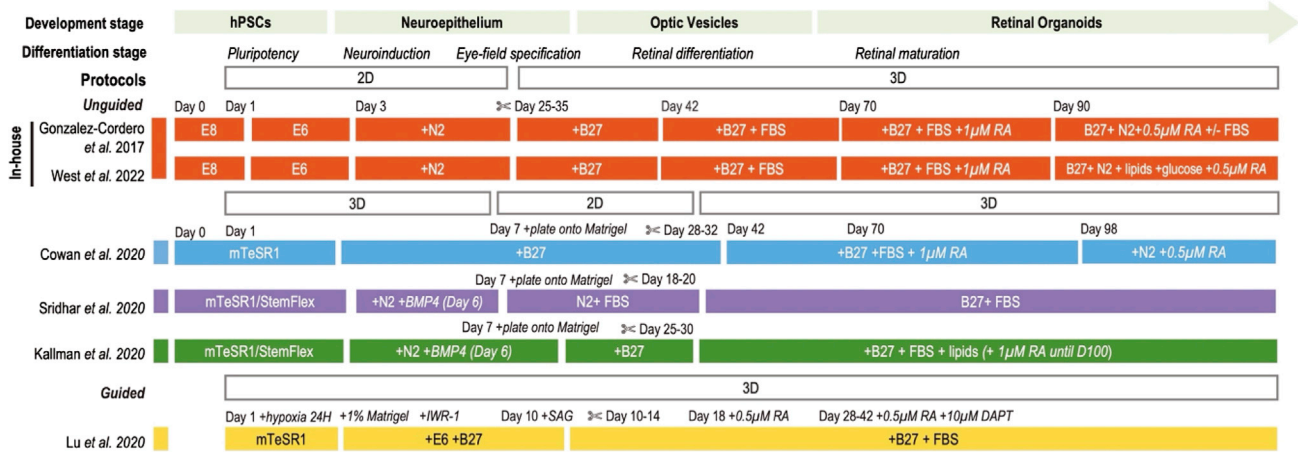 Development stage hPSCs Neuroepithelium Optic Vesicles Retinal Organoids
Differentiation stage Pluripotency Neuroinduction Eye-field specification Retinal differentiation Retinal maturation
Protocols 2D 3D
Unguided Day 0 Day 1 Day 3 Day 25-35 Day 42 Day 70 Day 90
In-house
Gonzalez-Cordero et al. 2017 E8 E6 +N2 +B27 +B27 + FBS +B27 + FBS +1µM RA B27+ N2+0.5µM RA +/- FBS
West et al. 2022 E8 E6 +N2 +B27 +B27 + FBS +B27 + FBS +1µM RA B27+ N2 + lipids +glucose +0.5µM RA
3D 2D 3D
Day 0 Day 1 Day 7 +plate onto Matrigel Day 28-32 Day 42 Day 70 Day 98
Cowan et al. 2020 mTeSR1 +B27 +B27 +FBS + 1µM RA +N2 +0.5µM RA
Day 7 +plate onto Matrigel Day 18-20
Sridhar et al. 2020 mTeSR1/StemFlex +N2 +BMP4 (Day 6) N2+ FBS B27+ FBS
Day 7 +plate onto Matrigel Day 25-30
Kallman et al. 2020 mTeSR1/StemFlex +N2 +BMP4 (Day 6) +B27 +B27 + FBS + lipids (+ 1µM RA until D100)
Guided 3D
Day 1 +hypoxia 24H +1% Matrigel +IWR-1 Day 10 +SAG Day 10-14 Day 18 +0.5µM RA Day 28-42 +0.5µM RA +10µM DAPT
Lu et al. 2020 mTeSR1 +E6 +B27 +B27 + FBS